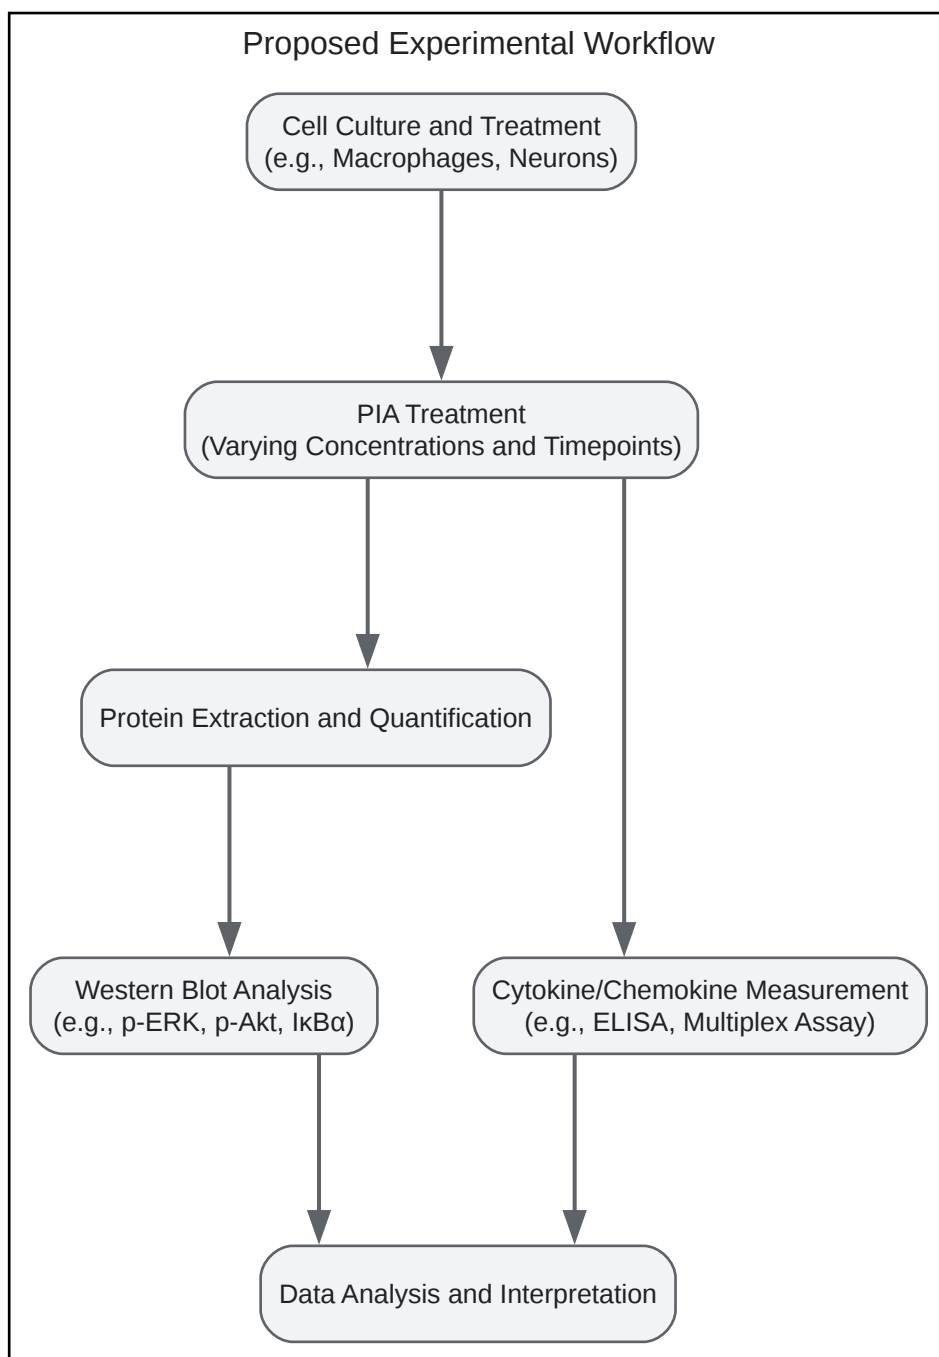 Proposed Experimental Workflow
Cell Culture and Treatment
(e.g., Macrophages, Neurons)
PIA Treatment
(Varying Concentrations and Timepoints)
Protein Extraction and Quantification
Western Blot Analysis
(e.g., p-ERK, p-Akt, IκBα)
Cytokine/Chemokine Measurement
(e.g., ELISA, Multiplex Assay)
Data Analysis and Interpretation